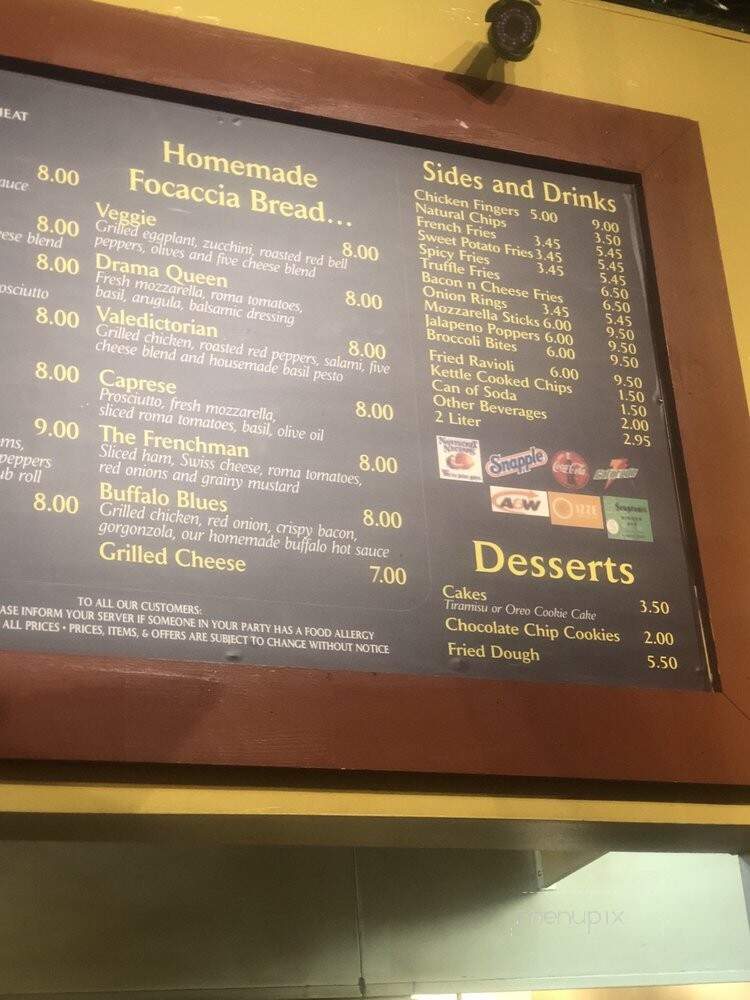 HEAT
8.00
auce
8.00
ese blend
8.00
osciutto
8.00
8.00
9.00
ms,
peppers
ub roll
8.00
Homemade
Focaccia Bread...
Veggie
Grilled eggplant, zucchini, roasted red bell
peppers, olives and five cheese blend 8.00
Drama Queen
Fresh mozzarella, roma tomatoes,
basil, arugula, balsamic dressing 8.00
Valedictorian
Grilled chicken, roasted red peppers, salami, five 8.00
cheese blend and housemade basil pesto
Caprese
Prosciutto, fresh mozzarella, 8.00
sliced roma tomatoes, basil, olive oil
The Frenchman
Sliced ham, Swiss cheese, roma tomatoes, 8.00
red onions and grainy mustard
Buffalo Blues
Grilled chicken, red onion, crispy bacon, 8.00
gorgonzola, our homemade buffalo hot sauce
Grilled Cheese 7.00
TO ALL OUR CUSTOMERS:
ASE INFORM YOUR SERVER IF SOMEONE IN YOUR PARTY HAS A FOOD ALLERGY
ALL PRICES • PRICES, ITEMS, & OFFERS ARE SUBJECT TO CHANGE WITHOUT NOTICE
Sides and Drinks
Chicken Fingers 5.00 9.00
Natural Chips 3.50
French Fries 3.45 5.45
Sweet Potato Fries 3.45 5.45
Spicy Fries 3.45 5.45
Truffle Fries 6.50
Bacon n Cheese Fries 6.50
Onion Rings 3.45 5.45
Mozzarella Sticks 6.00 9.50
Jalapeno Poppers 6.00 9.50
Broccoli Bites 6.00 9.50
Fried Ravioli 6.00 9.50
Kettle Cooked Chips 1.50
Can of Soda 1.50
Other Beverages 2.00
2 Liter 2.95
Nantucket
Nectars
Snapple
Coca-Cola
A&W
IZZE
Seagram's
Desserts
Cakes
Tiramisu or Oreo Cookie Cake 3.50
Chocolate Chip Cookies 2.00
Fried Dough 5.50
menupix